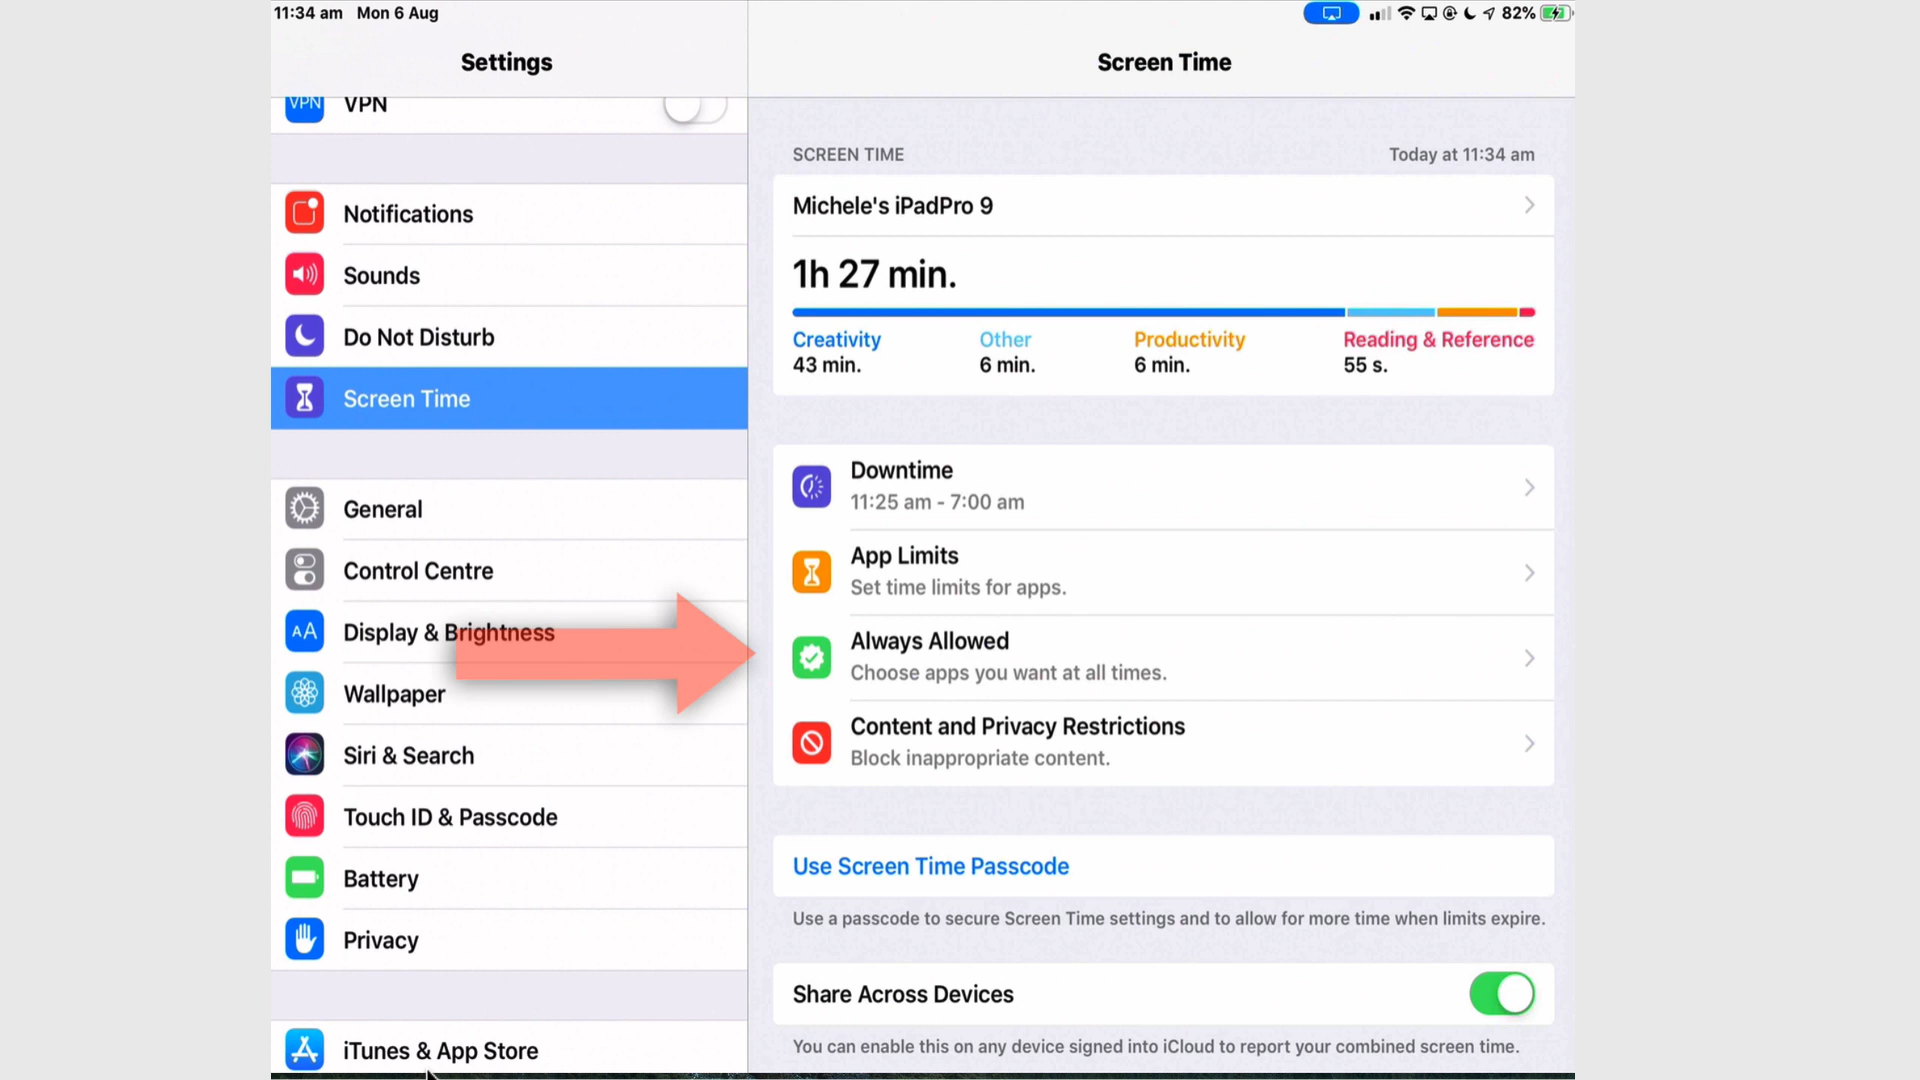 11:34 am Mon 6 Aug
82%
Settings
Screen Time
VPN VPN
Notifications
Sounds
Do Not Disturb
Screen Time
General
Control Centre
AA Display & Brightness
Wallpaper
Siri & Search
Touch ID & Passcode
Battery
Privacy
iTunes & App Store
SCREEN TIME
Today at 11:34 am
Michele's iPadPro 9
1h 27 min.
Creativity Other Productivity Reading & Reference
43 min. 6 min. 6 min. 55 s.
Downtime
11:25 am - 7:00 am
App Limits
Set time limits for apps.
Always Allowed
Choose apps you want at all times.
Content and Privacy Restrictions
Block inappropriate content.
Use Screen Time Passcode
Use a passcode to secure Screen Time settings and to allow for more time when limits expire.
Share Across Devices
You can enable this on any device signed into iCloud to report your combined screen time.